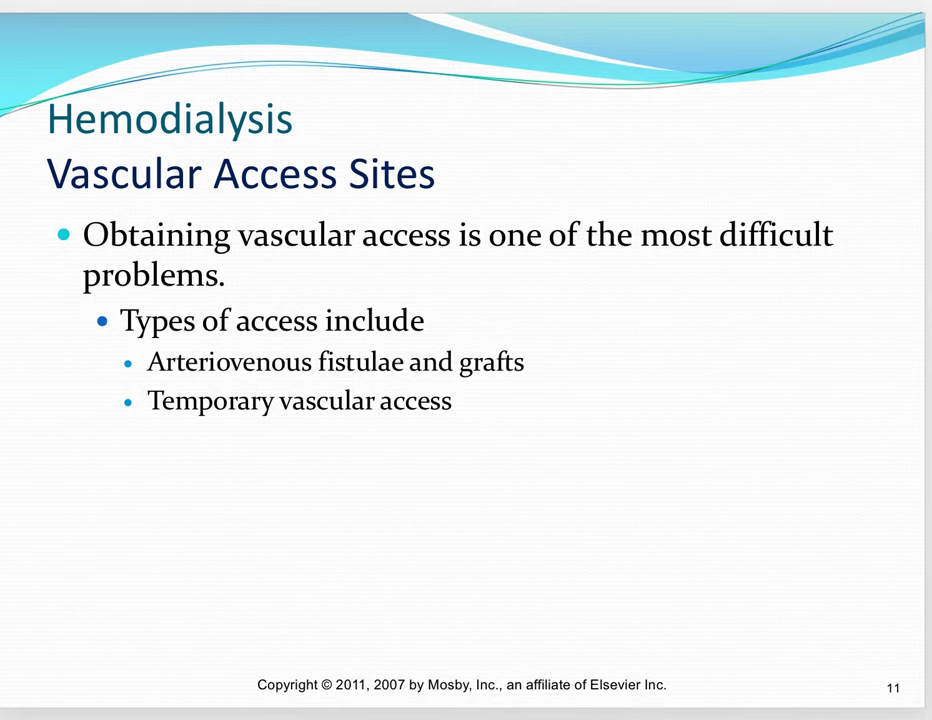 Hemodialysis
Vascular Access Sites
Obtaining vascular access is one of the most difficult
problems.
Types of access include
Arteriovenous fistulae and grafts
Temporary vascular access
Copyright © 2011, 2007 by Mosby, Inc., an affiliate of Elsevier Inc.
11